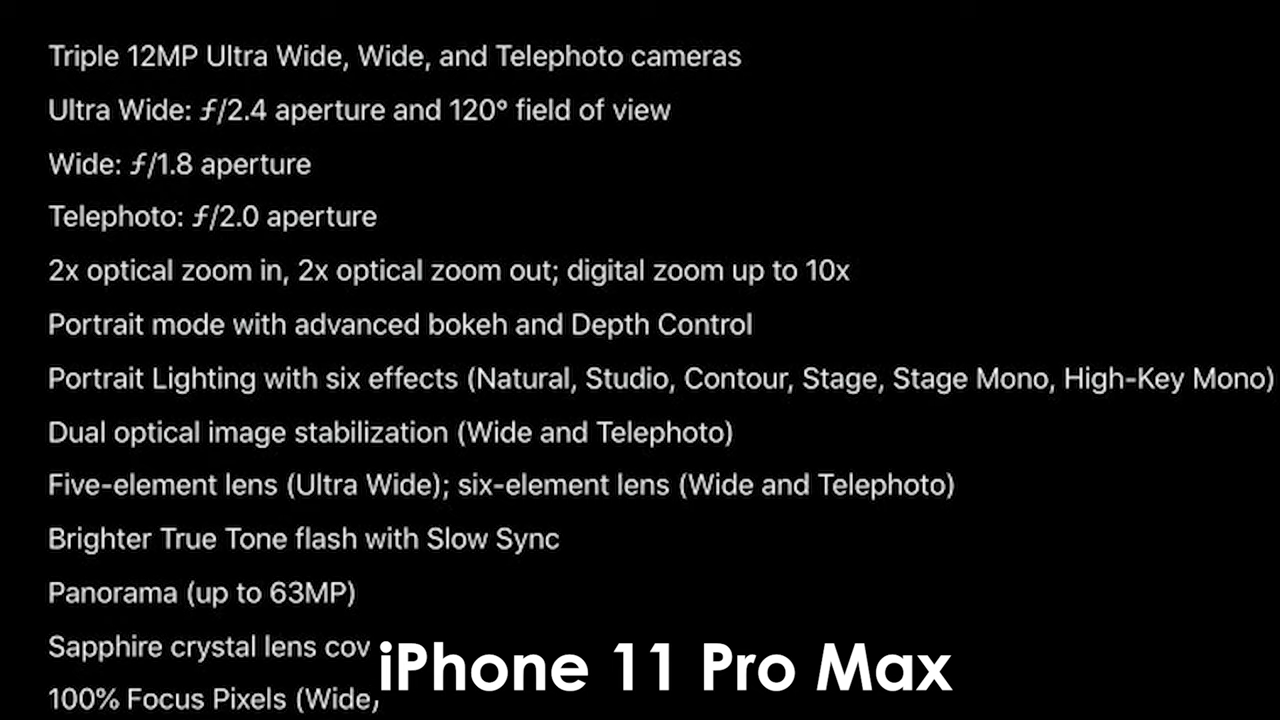 Triple 12MP Ultra Wide, Wide, and Telephoto cameras
Ultra Wide: ƒ/2.4 aperture and 120° field of view
Wide: ƒ/1.8 aperture
Telephoto: ƒ/2.0 aperture
2x optical zoom in, 2x optical zoom out; digital zoom up to 10x
Portrait mode with advanced bokeh and Depth Control
Portrait Lighting with six effects (Natural, Studio, Contour, Stage, Stage Mono, High-Key Mono)
Dual optical image stabilization (Wide and Telephoto)
Five-element lens (Ultra Wide); six-element lens (Wide and Telephoto)
Brighter True Tone flash with Slow Sync
Panorama (up to 63MP)
Sapphire crystal lens cov
100% Focus Pixels (Wide,
iPhone 11 Pro Max